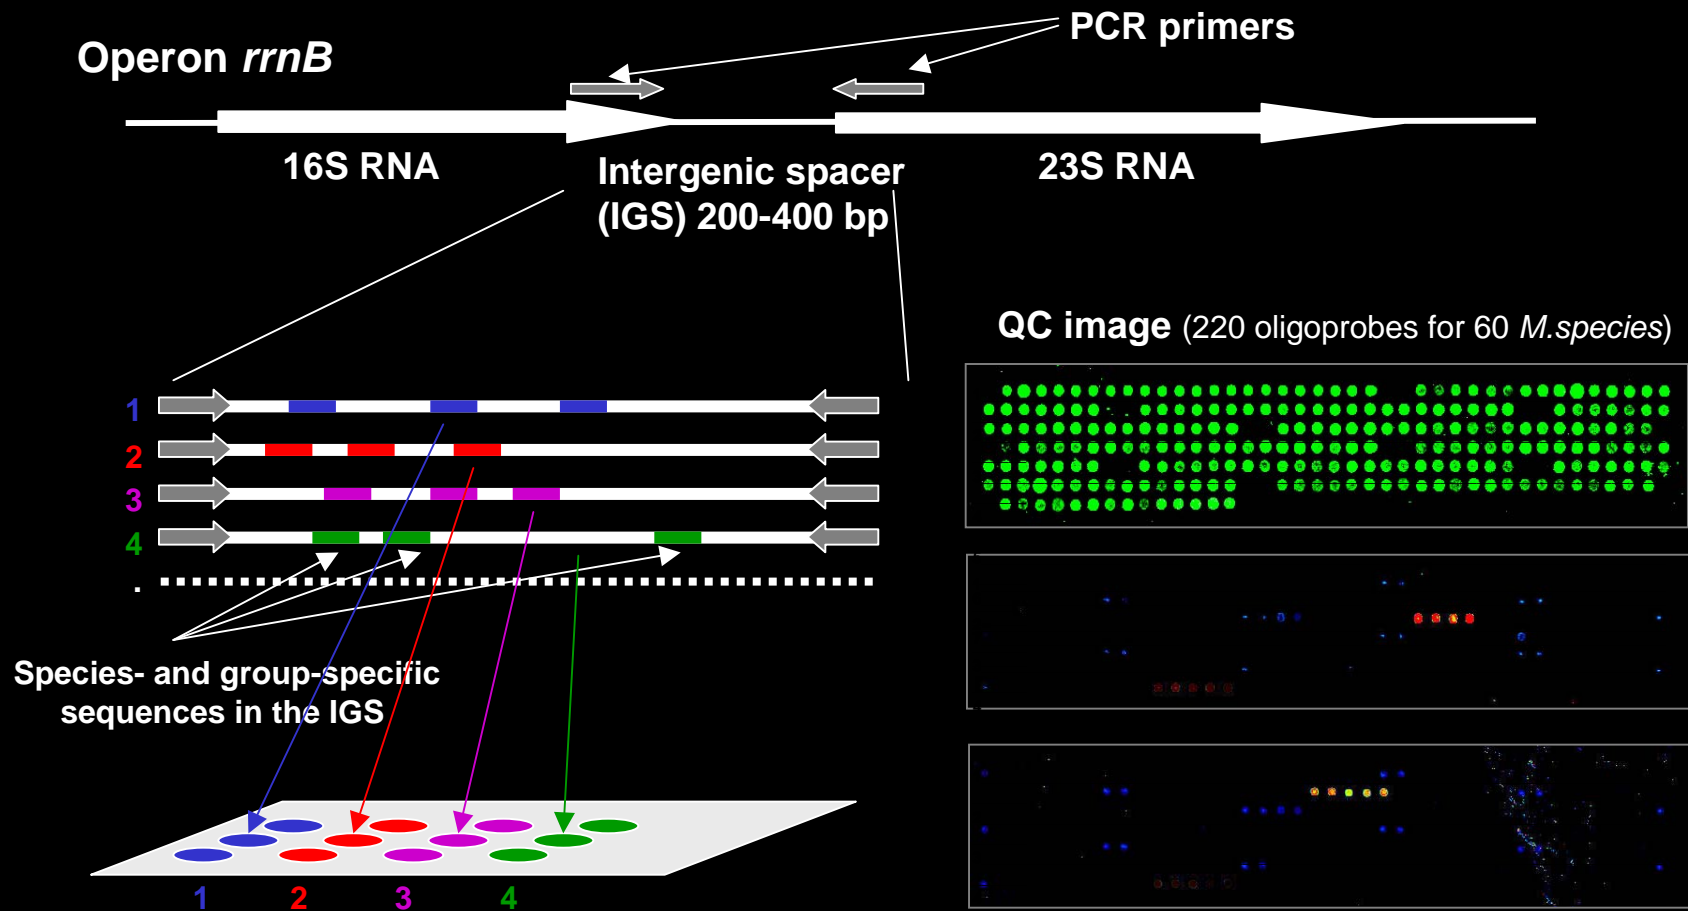 PCR primers
Operon rrnB
16S RNA
Intergenic spacer
(IGS) 200-400 bp
23S RNA
QC image (220 oligoprobes for 60 M.species)
1
2
3
4
.
Species- and group-specific
sequences in the IGS
1 2 3 4